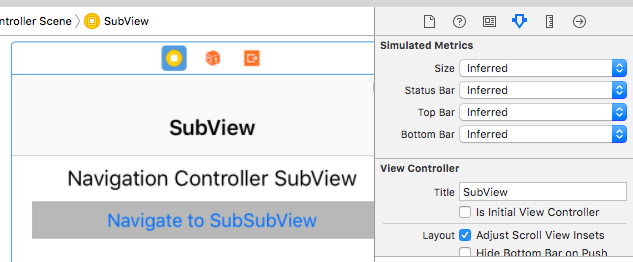 ntroller Scene > SubView
SubView
Navigation Controller SubView
Navigate to SubSubView
Simulated Metrics
Size Inferred
Status Bar Inferred
Top Bar Inferred
Bottom Bar Inferred
View Controller
Title SubView
Is Initial View Controller
Layout Adjust Scroll View Insets
Hide Bottom Bar on Push